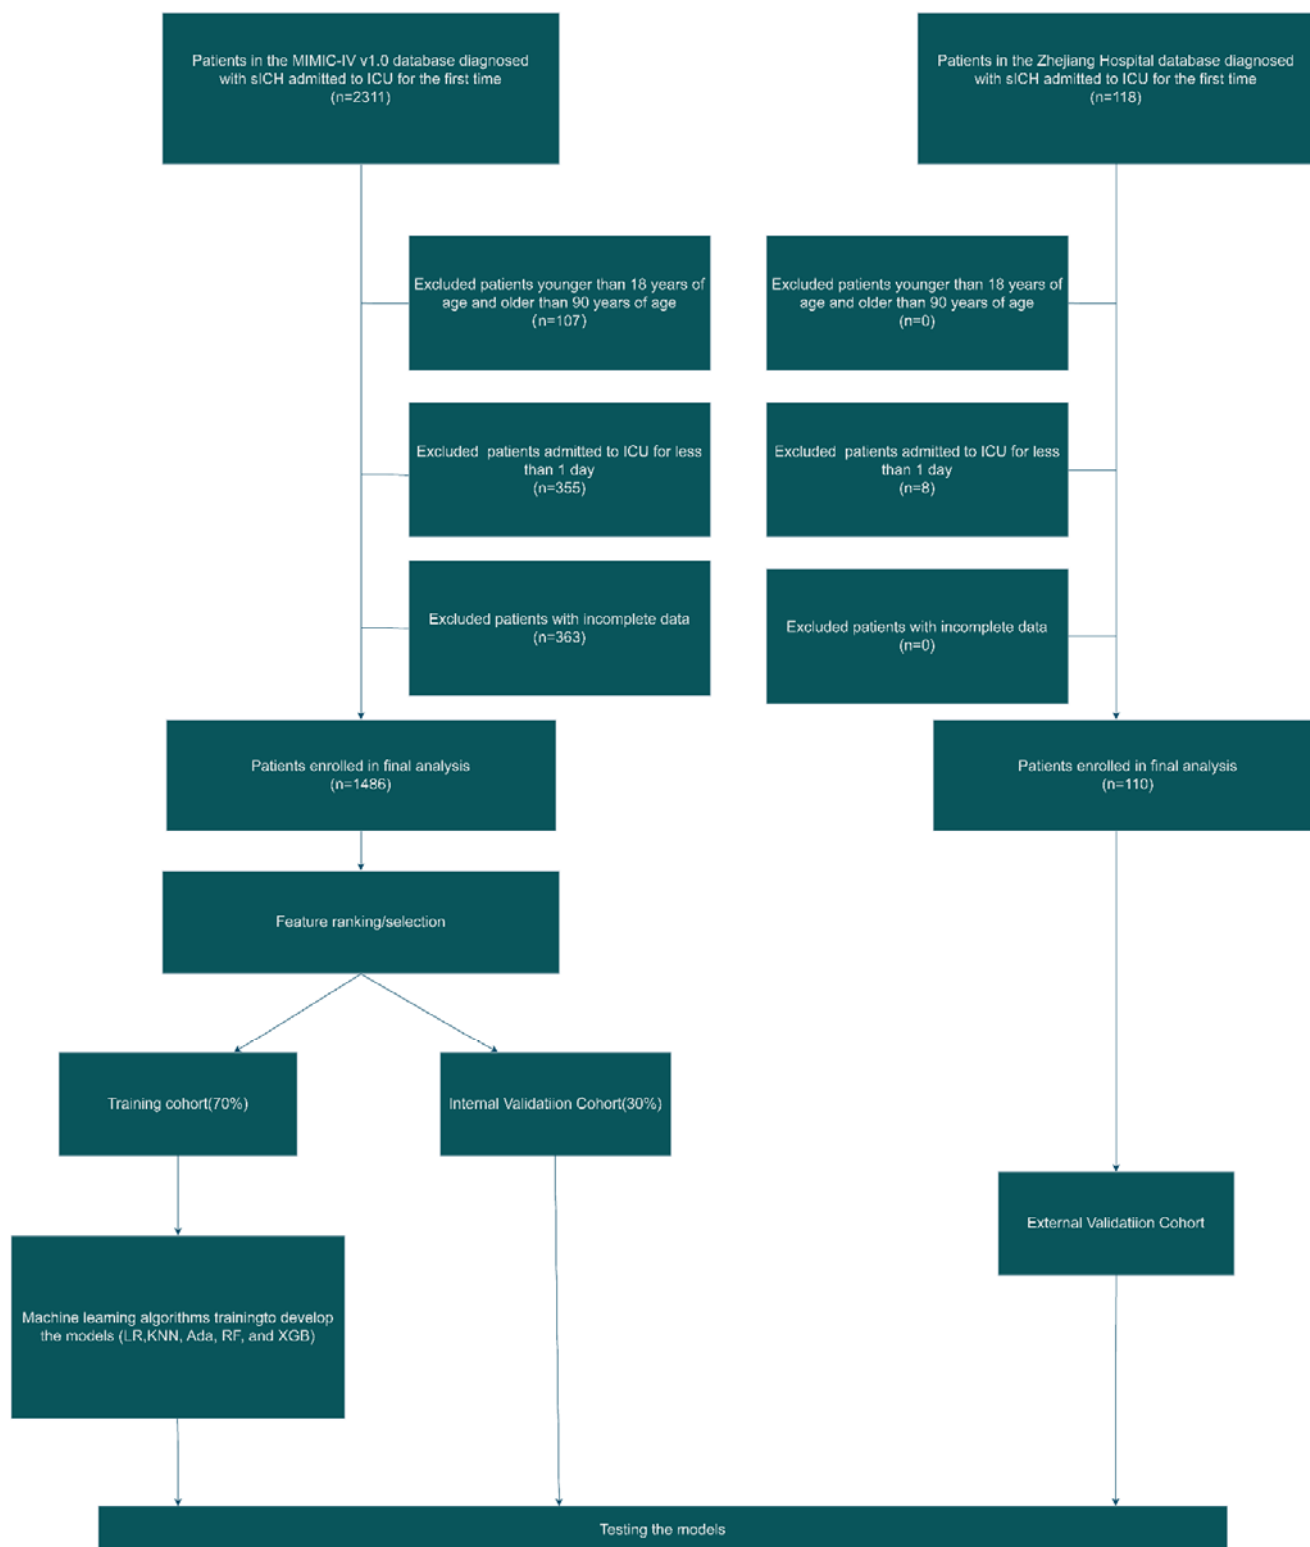 Patients in the MIMIC-IV v1.0 database diagnosed
with sICH admitted to ICU for the first time
(n=2311)
Patients in the Zhejiang Hospital database diagnosed
with sICH admitted to ICU for the first time
(n=118)
Excluded patients younger than 18 years of
age and older than 90 years of age
(n=107)
Excluded patients younger than 18 years of
age and older than 90 years of age
(n=0)
Excluded patients admitted to ICU for less
than 1 day
(n=355)
Excluded patients admitted to ICU for less
than 1 day
(n=8)
Excluded patients with incomplete data
(n=363)
Excluded patients with incomplete data
(n=0)
Patients enrolled in final analysis
(n=1486)
Patients enrolled in final analysis
(n=110)
Feature ranking/selection
Training cohort(70%)
Internal Validatiion Cohort(30%)
External Validatiion Cohort
Machine learning algorithms trainingto develop
the models (LR,KNN, Ada, RF, and XGB)
Testing the models